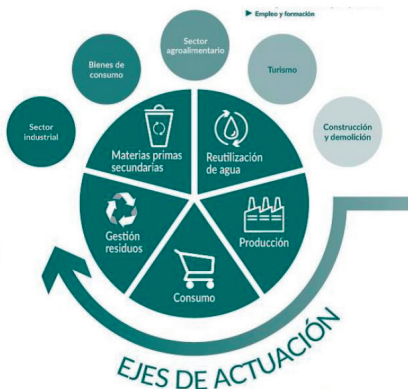 ▶ Empleo y formación
Sector
agroalimentario
Bienes de
consumo
Turismo
Sector
industrial
Construcción
y demolición
Materias primas
secundarias
Reutilización
de agua
Gestión
residuos
Producción
Consumo
EJES DE ACTUACIÓN